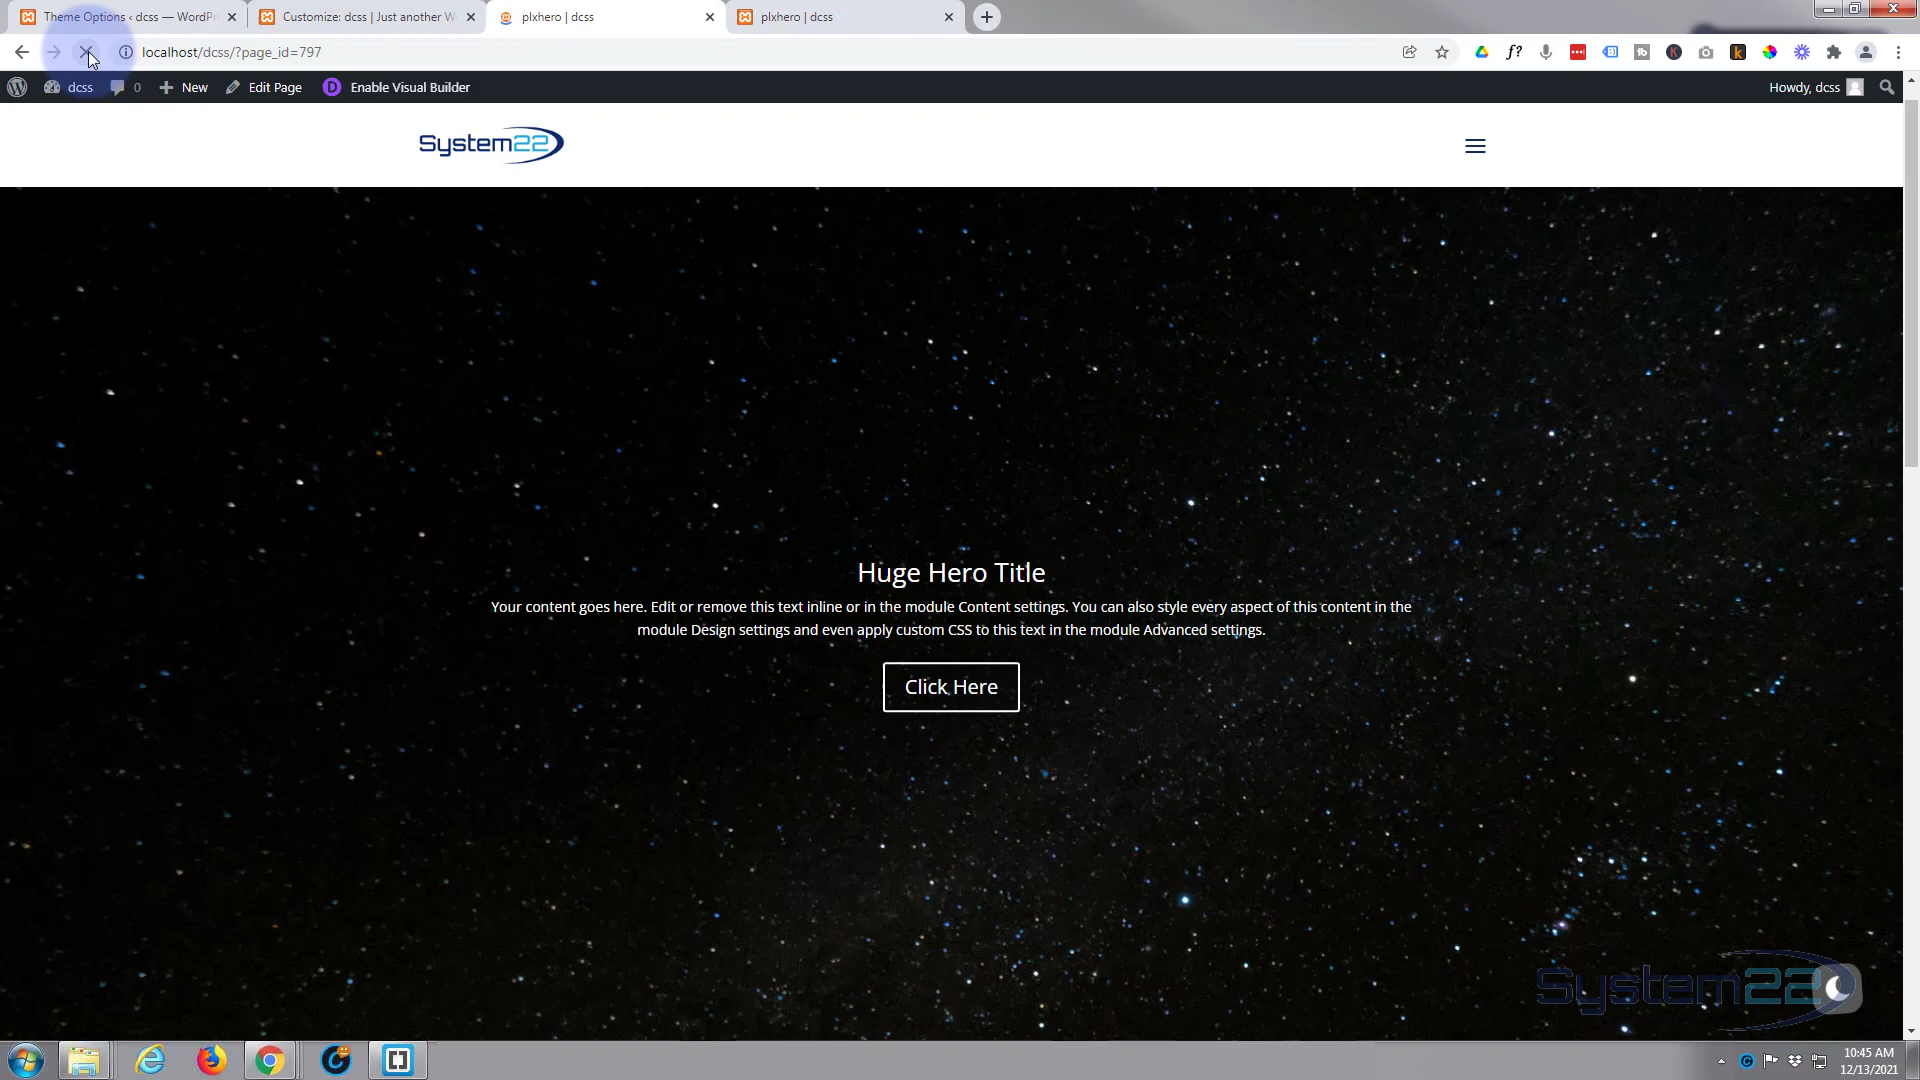 Theme Options ‹ dcss — WordPr
Customize: dcss | Just another W
plxhero | dcss
plxhero | dcss
localhost/dcss/?page_id=797
dcss
0
New
Edit Page
Enable Visual Builder
Howdy, dcss
System22
Huge Hero Title
Your content goes here. Edit or remove this text inline or in the module Content settings. You can also style every aspect of this content in the
module Design settings and even apply custom CSS to this text in the module Advanced settings.
Click Here
System22
10:45 AM
12/13/2021